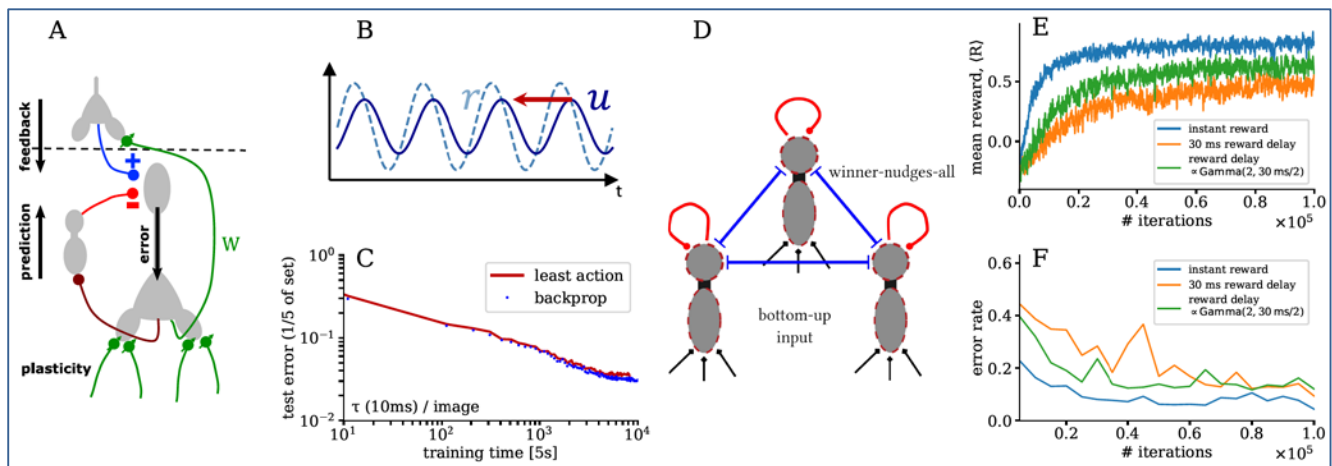 A
feedback
prediction
+
-
error
W
plasticity
B
r
u
t
C
test error (1/5 of set)
10⁰
10⁻¹
10⁻²
least action
backprop
τ (10ms) / image
10¹
10²
10³
10⁴
training time [5s]
D
winner-nudges-all
bottom-up
input
E
mean reward, ⟨R⟩
0.5
0.0
instant reward
30 ms reward delay
reward delay
∝Gamma(2, 30 ms/2)
0.0
0.2
0.4
0.6
0.8
1.0
# iterations
×10⁵
F
error rate
0.6
0.4
0.2
0.0
instant reward
30 ms reward delay
reward delay
∝Gamma(2, 30 ms/2)
0.2
0.4
0.6
0.8
1.0
# iterations
×10⁵